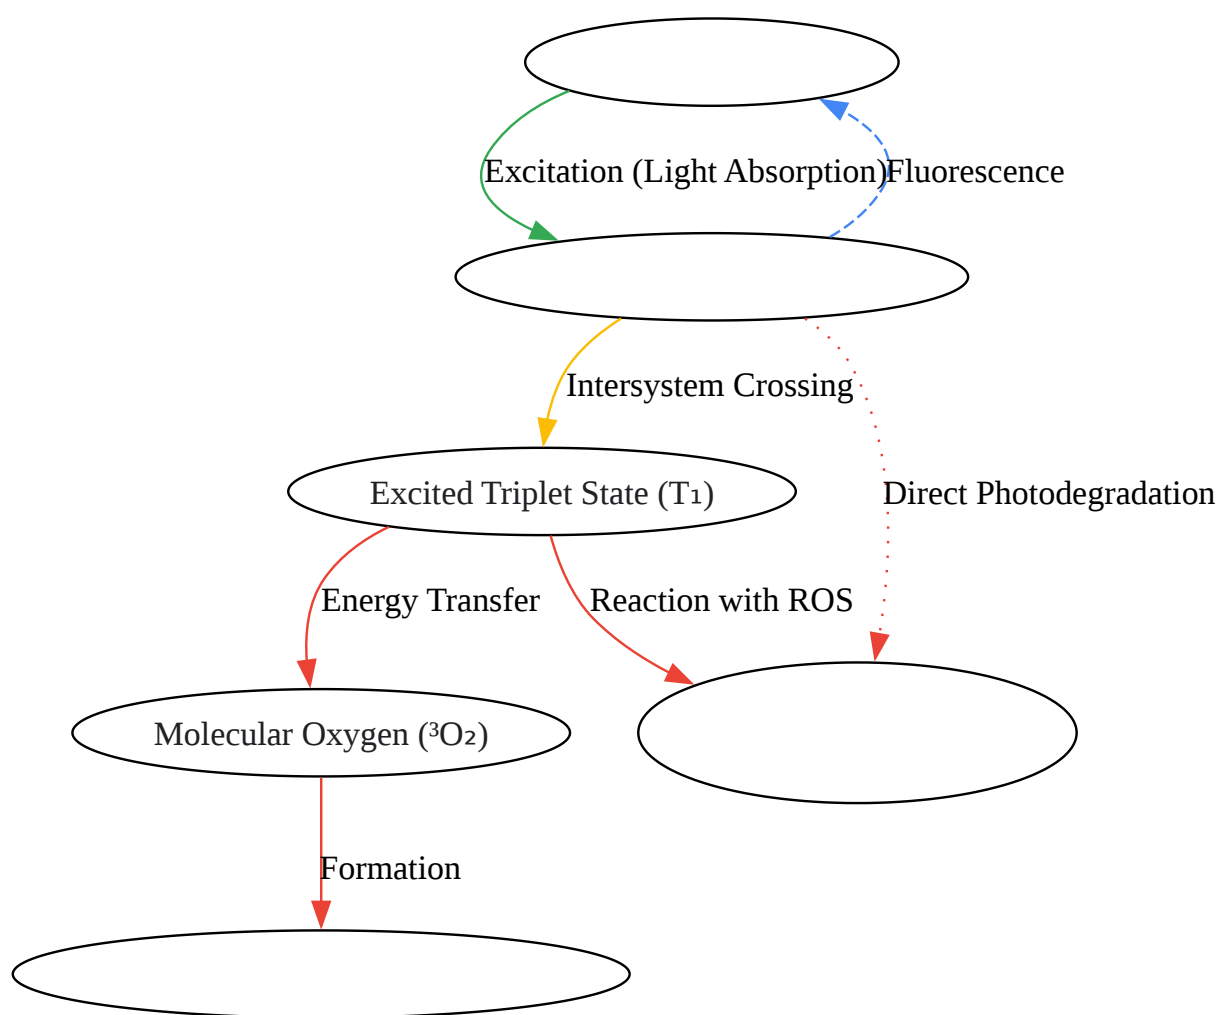 Excitation (Light Absorption)
Fluorescence
Intersystem Crossing
Excited Triplet State (T₁)
Direct Photodegradation
Energy Transfer
Reaction with ROS
Molecular Oxygen (³O₂)
Formation